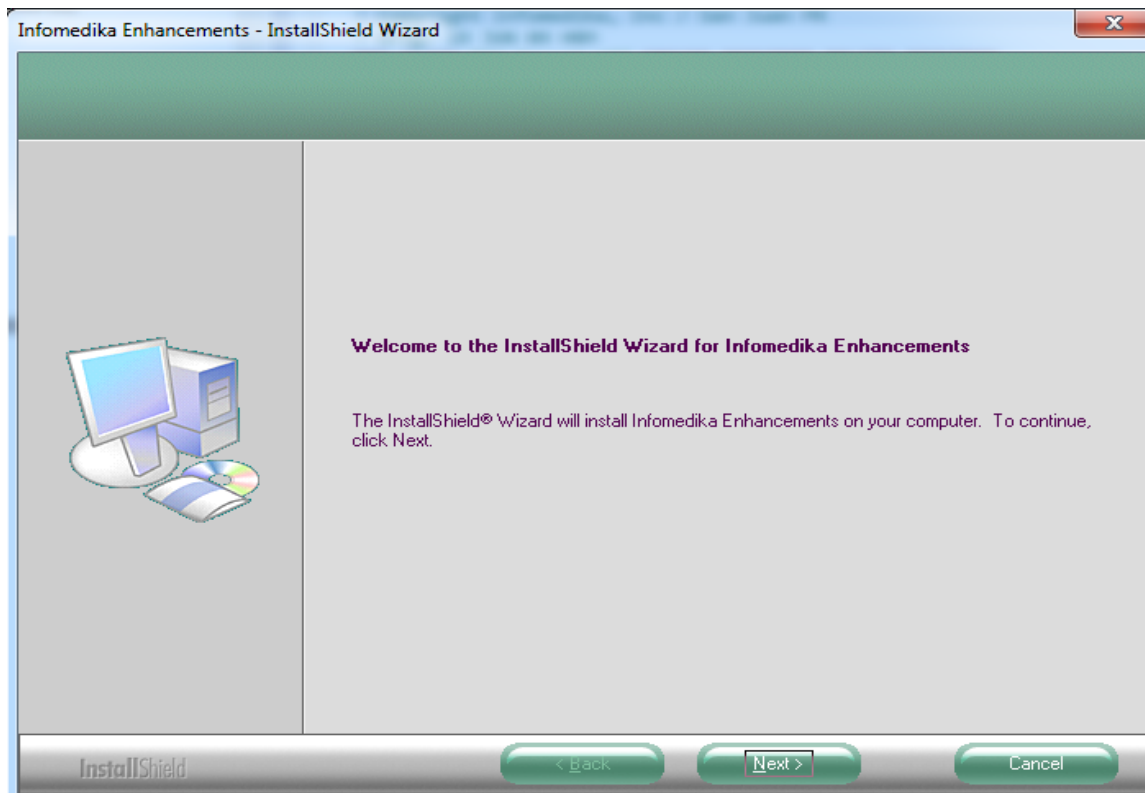 Infomedika Enhancements - InstallShield Wizard
Welcome to the InstallShield Wizard for Infomedika Enhancements
The InstallShield® Wizard will install Infomedika Enhancements on your computer. To continue,
click Next.
InstallShield
< Back
Next >
Cancel